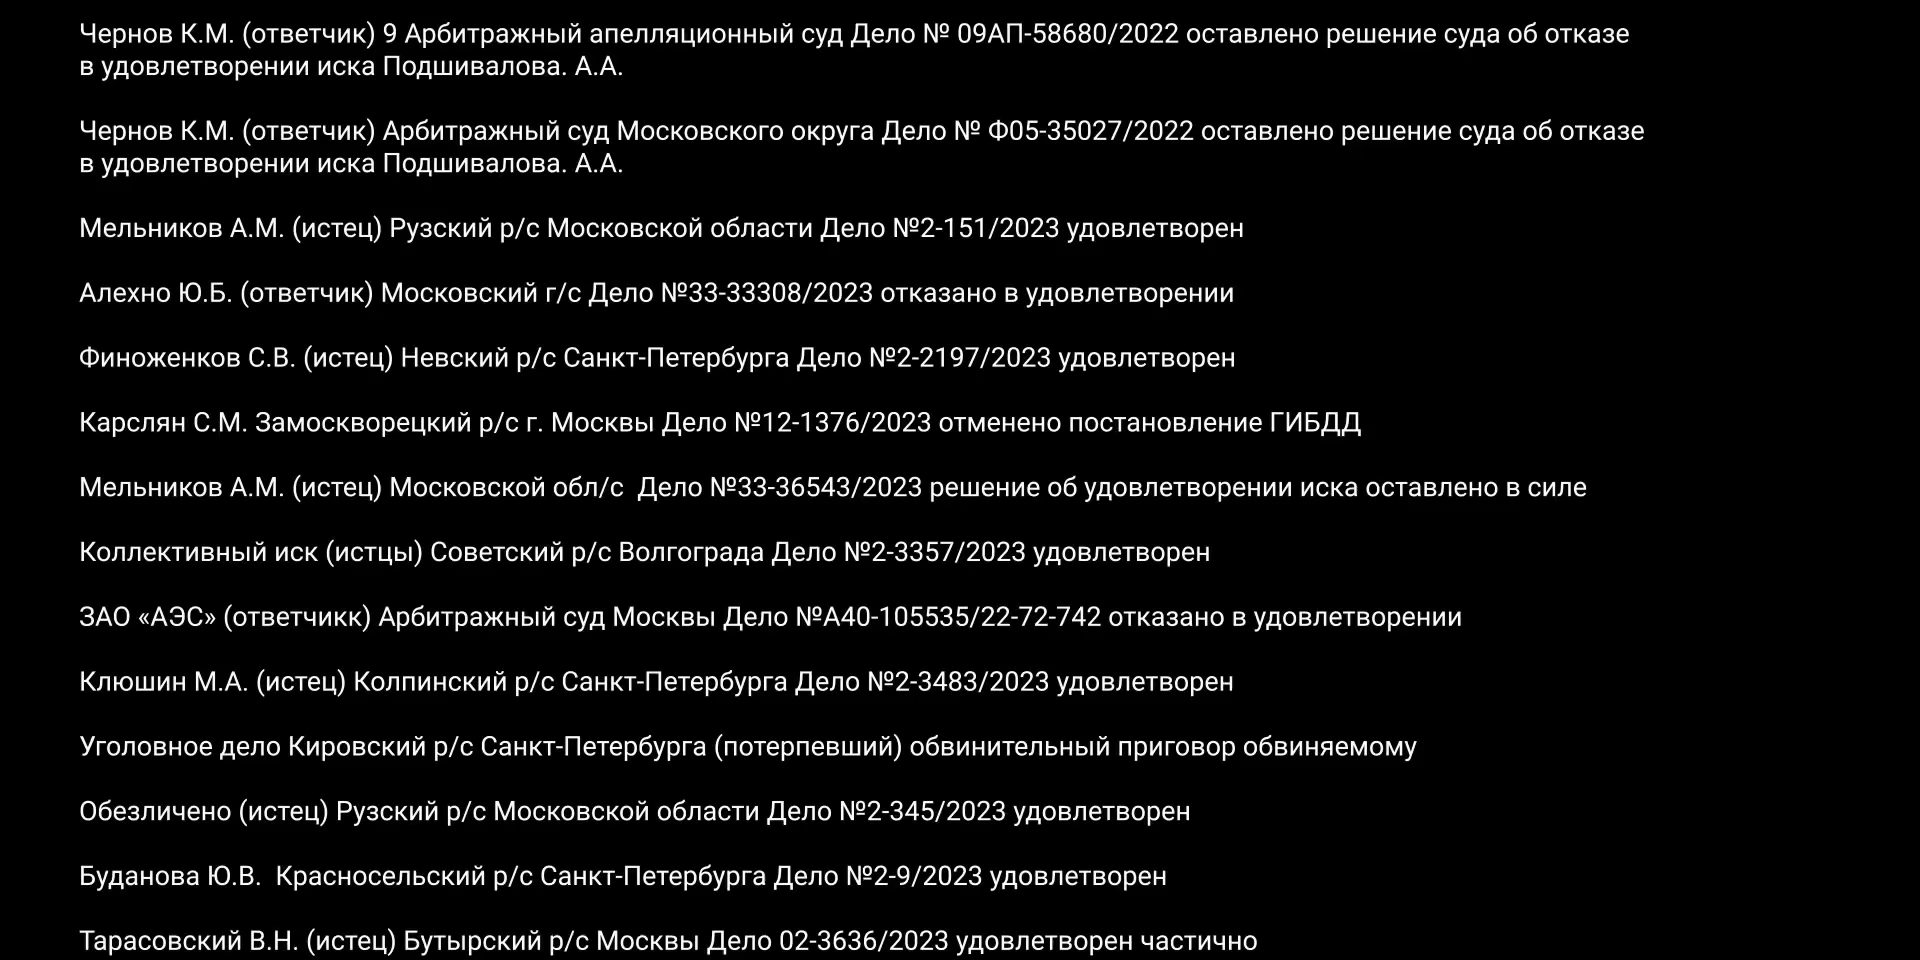 Чернов К.М. (ответчик) 9 Арбитражный апелляционный суд Дело № 09АП-58680/2022 оставлено решение суда об отказе
в удовлетворении иска Подшивалова. А.А.
Чернов К.М. (ответчик) Арбитражный суд Московского округа Дело № Ф05-35027/2022 оставлено решение суда об отказе
в удовлетворении иска Подшивалова. А.А.
Мельников А.М. (истец) Рузский р/с Московской области Дело №2-151/2023 удовлетворен
Алехно Ю.Б. (ответчик) Московский г/с Дело №33-33308/2023 отказано в удовлетворении
Финоженков С.В. (истец) Невский р/с Санкт-Петербурга Дело №2-2197/2023 удовлетворен
Карслян С.М. Замоскворецкий р/с г. Москвы Дело №12-1376/2023 отменено постановление ГИБДД
Мельников А.М. (истец) Московской обл/с  Дело №33-36543/2023 решение об удовлетворении иска оставлено в силе
Коллективный иск (истцы) Советский р/с Волгограда Дело №2-3357/2023 удовлетворен
ЗАО «АЭС» (ответчикк) Арбитражный суд Москвы Дело №А40-105535/22-72-742 отказано в удовлетворении
Клюшин М.А. (истец) Колпинский р/с Санкт-Петербурга Дело №2-3483/2023 удовлетворен
Уголовное дело Кировский р/с Санкт-Петербурга (потерпевший) обвинительный приговор обвиняемому
Обезличено (истец) Рузский р/с Московской области Дело №2-345/2023 удовлетворен
Буданова Ю.В.  Красносельский р/с Санкт-Петербурга Дело №2-9/2023 удовлетворен
Тарасовский В.Н. (истец) Бутырский р/с Москвы Дело 02-3636/2023 удовлетворен частично